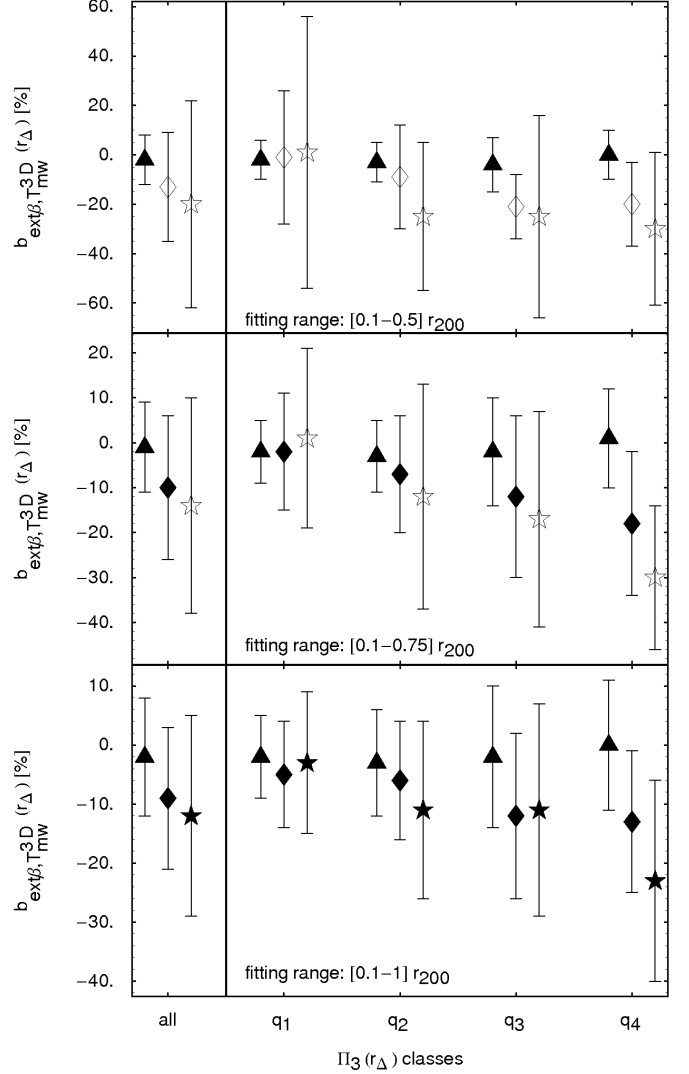 60.
40.
20.
0.
−20.
−40.
−60.
b_extβ,T_mw^3D (r_Δ) [%]
fitting range: [0.1−0.5] r_200
20.
10.
0.
−10.
−20.
−30.
−40.
b_extβ,T_mw^3D (r_Δ) [%]
fitting range: [0.1−0.75] r_200
10.
0.
−10.
−20.
−30.
−40.
b_extβ,T_mw^3D (r_Δ) [%]
fitting range: [0.1−1] r_200
all q_1 q_2 q_3 q_4
Π_3 (r_Δ) classes